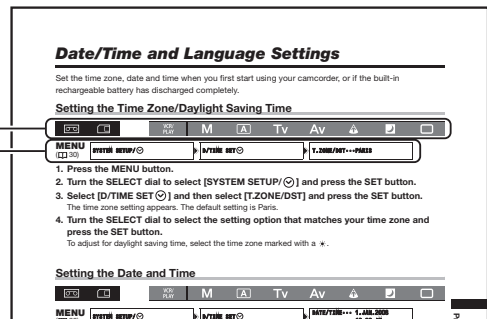 Date/Time and Language Settings
Set the time zone, date and time when you first start using your camcorder, or if the built-in
rechargeable battery has discharged completely.
Setting the Time Zone/Daylight Saving Time
VCR/
PLAY M A Tv Av
MENU
( 30)
SYSTEM SETUP/ D/TIME SET T.ZONE/DST•••PARIS
1. Press the MENU button.
2. Turn the SELECT dial to select [SYSTEM SETUP/ ] and press the SET button.
3. Select [D/TIME SET ] and then select [T.ZONE/DST] and press the SET button.
The time zone setting appears. The default setting is Paris.
4. Turn the SELECT dial to select the setting option that matches your time zone and
press the SET button.
To adjust for daylight saving time, select the time zone marked with a ☀.
Setting the Date and Time
VCR/
PLAY M A Tv Av
MENU SYSTEM SETUP/ D/TIME SET DATE/TIME••• 1.JAN.2005